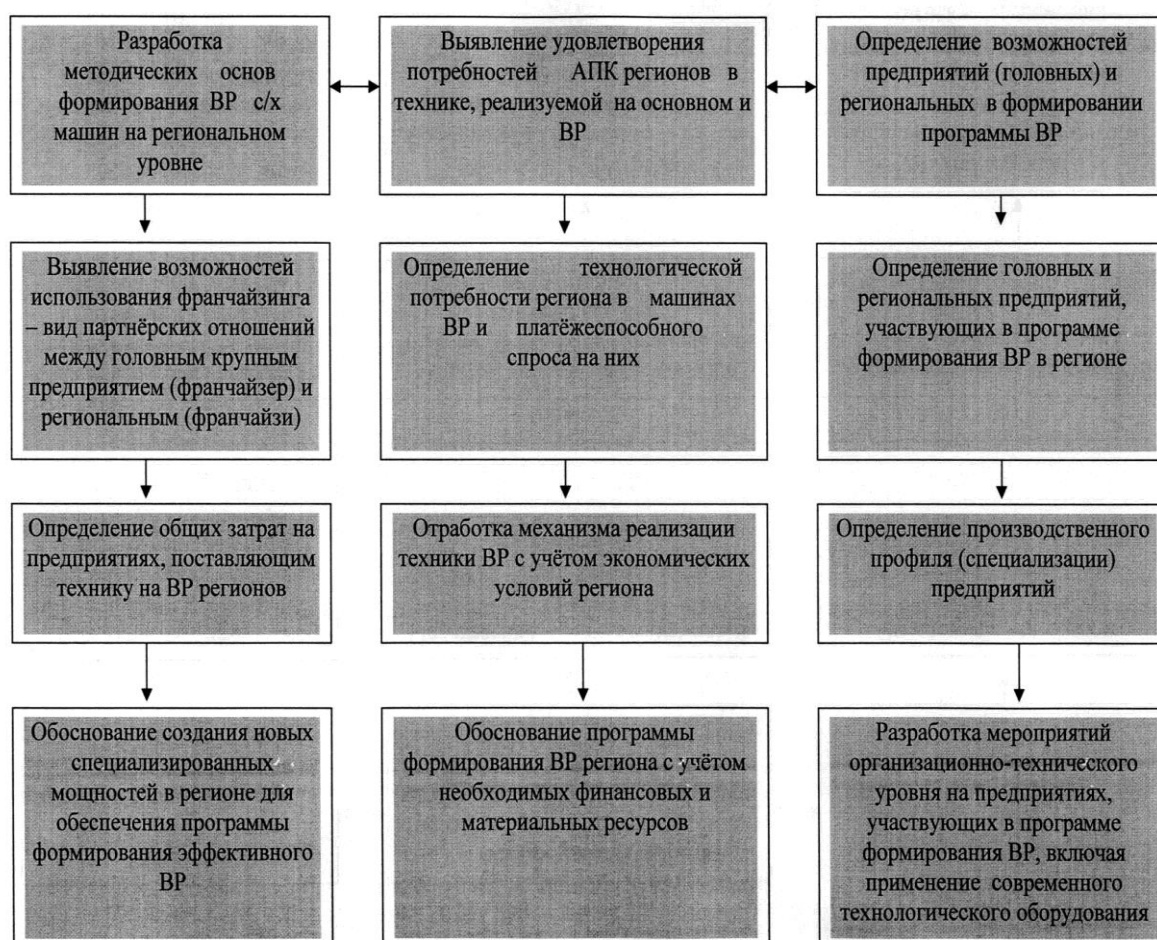 Разработка
методических основ
формирования ВР с/х
машин на региональном
уровне
Выявление удовлетворения
потребностей АПК регионов в
технике, реализуемой на основном и
ВР
Определение возможностей
предприятий (головных) и
региональных в формировании
программы ВР
Выявление возможностей
использования франчайзинга
– вид партнёрских отношений
между головным крупным
предприятием (франчайзер) и
региональным (франчайзи)
Определение технологической
потребности региона в машинах
ВР и платёжеспособного
спроса на них
Определение головных и
региональных предприятий,
участвующих в программе
формирования ВР в регионе
Определение общих затрат на
предприятиях, поставляющим
технику на ВР регионов
Отработка механизма реализации
техники ВР с учётом экономических
условий региона
Определение производственного
профиля (специализации)
предприятий
Обоснование создания новых
специализированных
мощностей в регионе для
обеспечения программы
формирования эффективного
ВР
Обоснование программы
формирования ВР региона с учётом
необходимых финансовых и
материальных ресурсов
Разработка мероприятий
организационно-технического
уровня на предприятиях,
участвующих в программе
формирования ВР, включая
применение современного
технологического оборудования